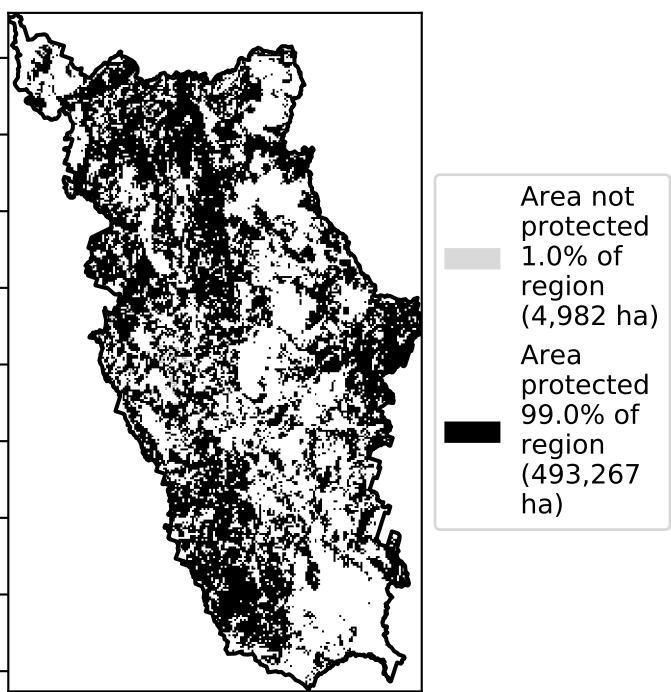 Area not
protected
1.0% of
region
(4,982 ha)
Area
protected
99.0% of
region
(493,267
ha)